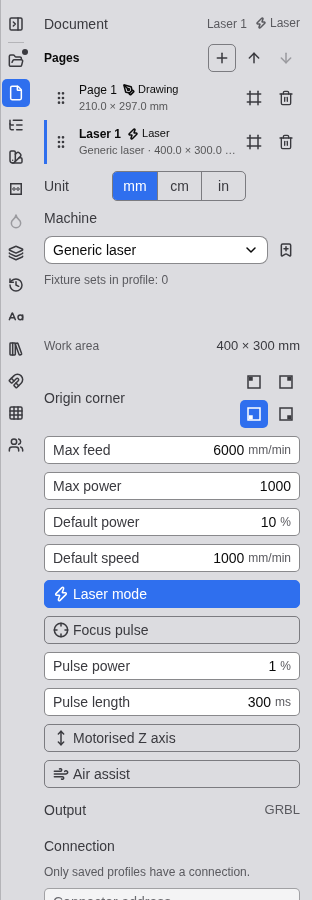 Document Laser 1 Laser
Pages
Page 1 Drawing
210.0 × 297.0 mm
Laser 1 Laser
Generic laser · 400.0 × 300.0 …
Unit mm cm in
Machine
Generic laser
Fixture sets in profile: 0
Aa
Work area 400 × 300 mm
Origin corner
Max feed 6000 mm/min
Max power 1000
Default power 10 %
Default speed 1000 mm/min
Laser mode
Focus pulse
Pulse power 1 %
Pulse length 300 ms
Motorised Z axis
Air assist
Output GRBL
Connection
Only saved profiles have a connection.
Connector address